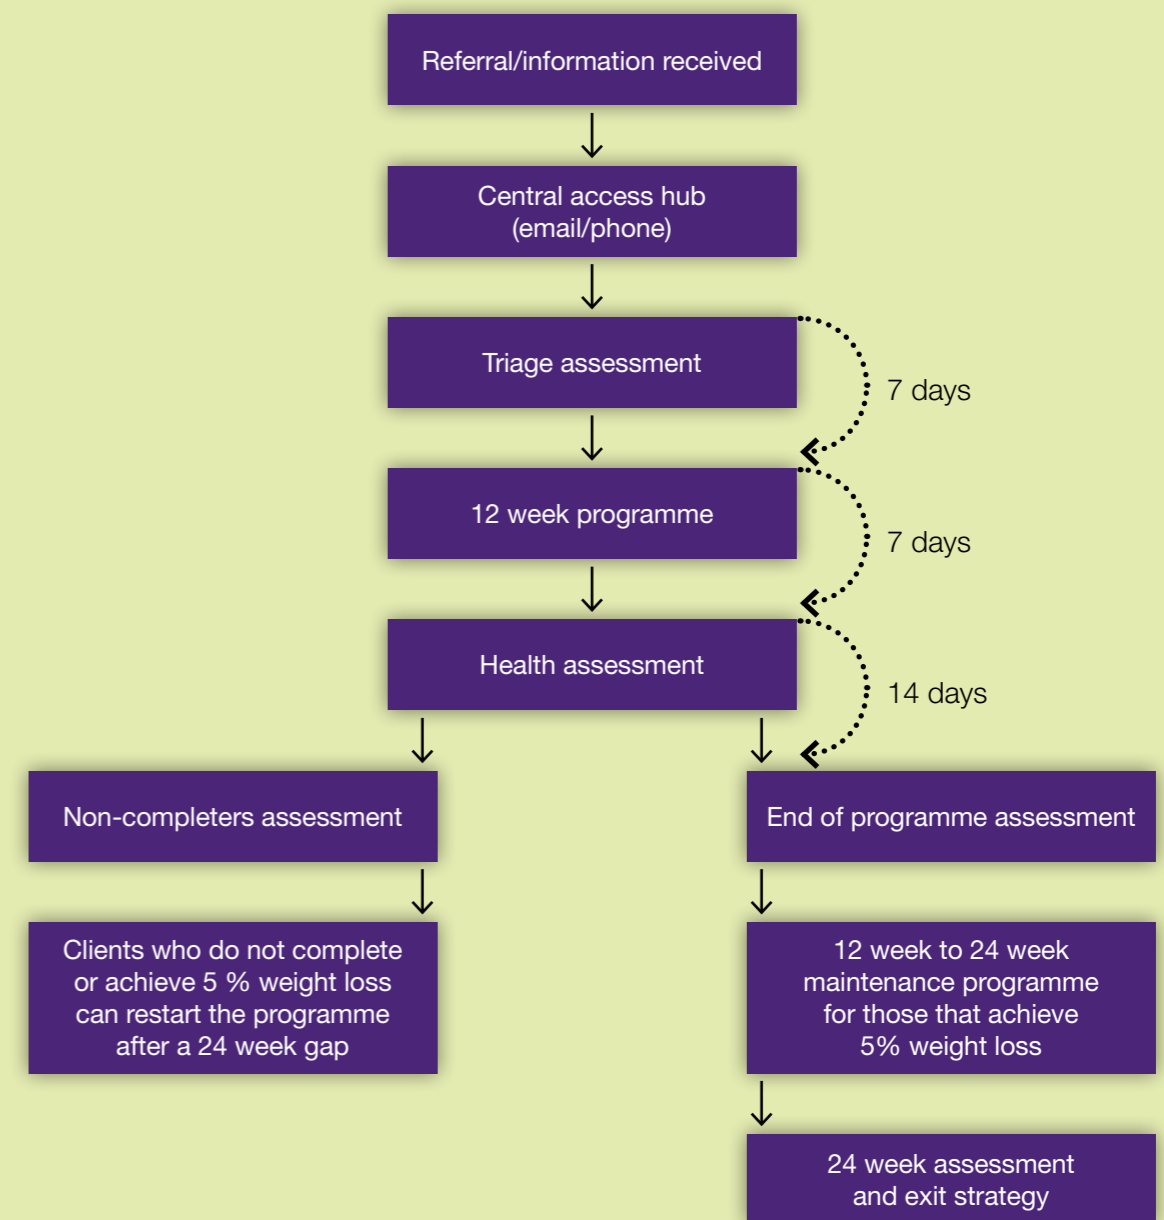 Referral/information received
Central access hub
(email/phone)
Triage assessment
7 days
12 week programme
7 days
Health assessment
14 days
Non-completers assessment
End of programme assessment
Clients who do not complete
or achieve 5 % weight loss
can restart the programme
after a 24 week gap
12 week to 24 week
maintenance programme
for those that achieve
5% weight loss
24 week assessment
and exit strategy